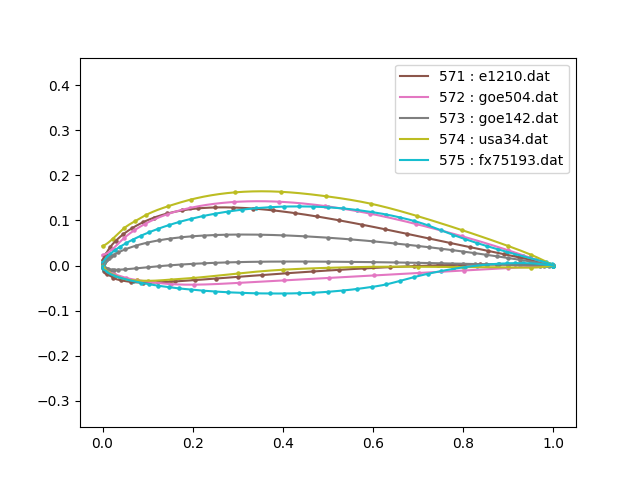 571 : e1210.dat
572 : goe504.dat
573 : goe142.dat
574 : usa34.dat
575 : fx75193.dat
0.4
0.3
0.2
0.1
0.0
−0.1
−0.2
−0.3
0.0 0.2 0.4 0.6 0.8 1.0